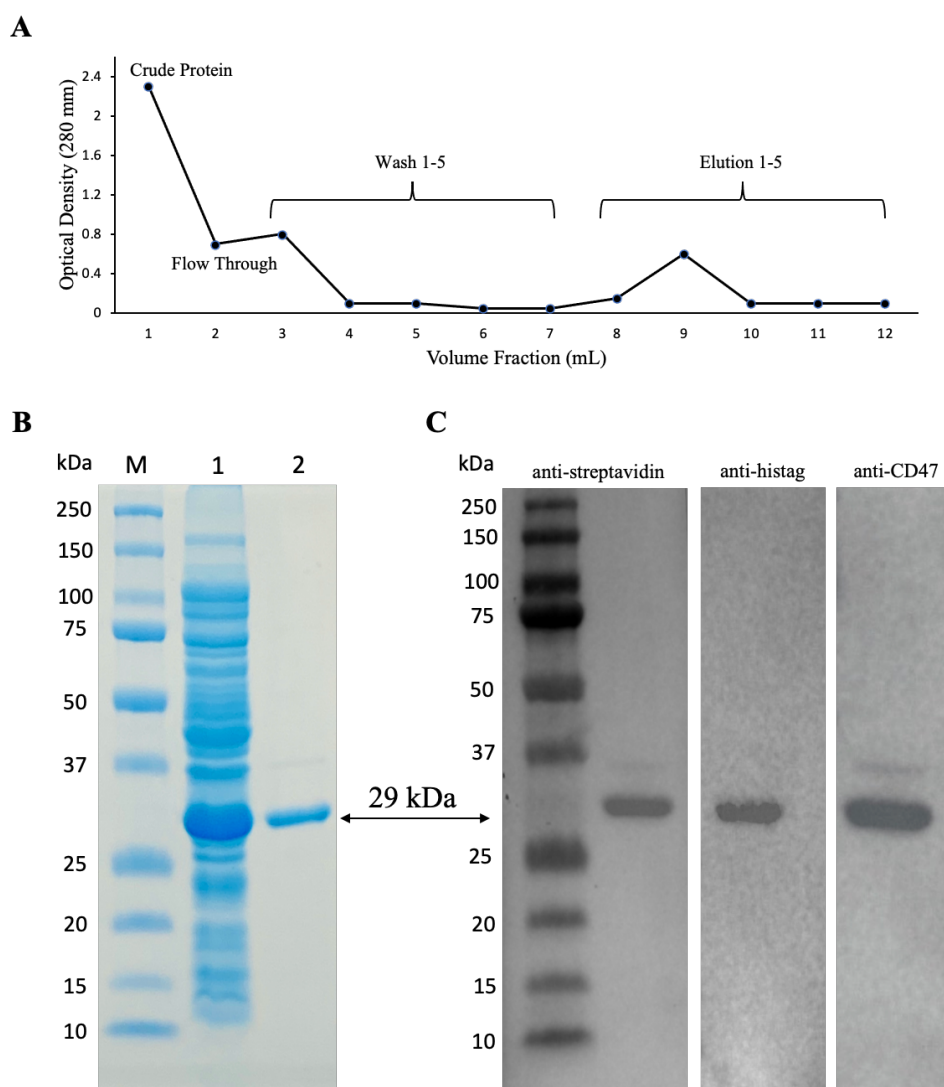 A
Optical Density (280 mm)
2.4
2
1.6
1.2
0.8
0.4
0
Crude Protein
Flow Through
Wash 1-5
Elution 1-5
1 2 3 4 5 6 7 8 9 10 11 12
Volume Fraction (mL)
B
kDa M 1 2
250
150
100
75
50
37
25
20
15
10
29 kDa
C
kDa anti-streptavidin anti-histag anti-CD47
250
150
100
75
50
37
25
20
15
10